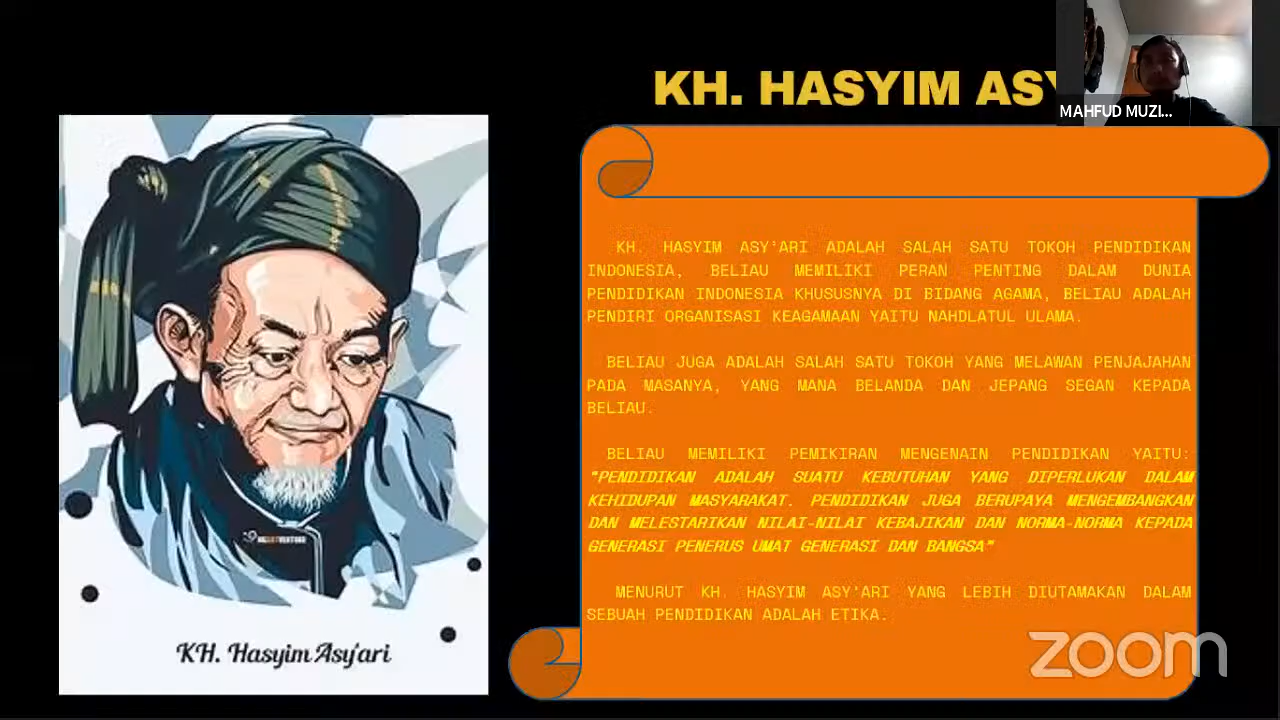 KH. HASYIM ASY
MAHFUD MUZI...
KH. HASYIM ASY'ARI ADALAH SALAH SATU TOKOH PENDIDIKAN
INDONESIA, BELIAU MEMILIKI PERAN PENTING DALAM DUNIA
PENDIDIKAN INDONESIA KHUSUSNYA DI BIDANG AGAMA, BELIAU ADALAH
PENDIRI ORGANISASI KEAGAMAAN YAITU NAHDLATUL ULAMA.
BELIAU JUGA ADALAH SALAH SATU TOKOH YANG MELAWAN PENJAJAHAN
PADA MASANYA, YANG MANA BELANDA DAN JEPANG SEGAN KEPADA
BELIAU.
BELIAU MEMILIKI PEMIKIRAN MENGENAIN PENDIDIKAN YAITU:
"PENDIDIKAN ADALAH SUATU KEBUTUHAN YANG DIPERLUKAN DALAM
KEHIDUPAN MASYARAKAT. PENDIDIKAN JUGA BERUPAYA MENGEMBANGKAN
DAN MELESTARIKAN NILAI-NILAI KEBAJIKAN DAN NORMA-NORMA KEPADA
GENERASI PENERUS UMAT GENERASI DAN BANGSA"
MENURUT KH. HASYIM ASY'ARI YANG LEBIH DIUTAMAKAN DALAM
SEBUAH PENDIDIKAN ADALAH ETIKA.
KH. Hasyim Asy'ari
zoom